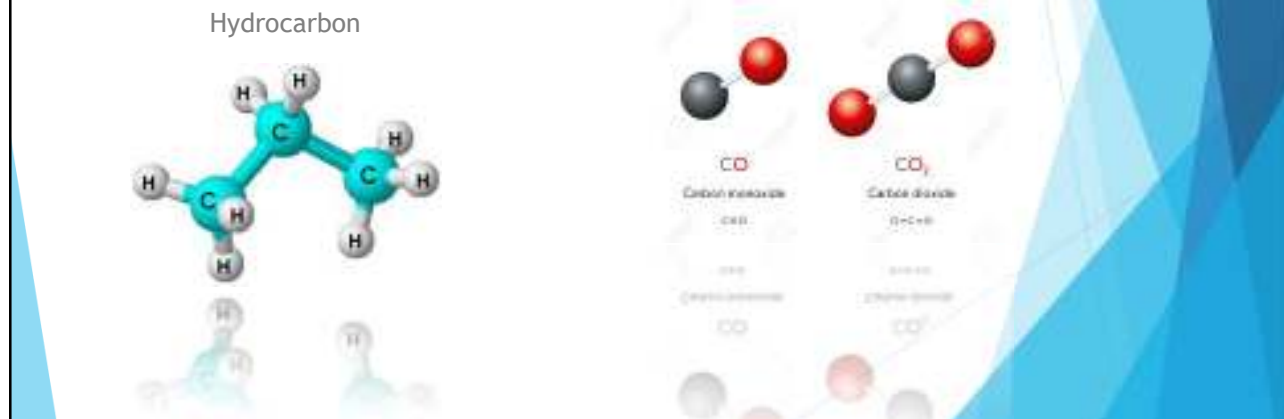 Hydrocarbon
H
H
C
H
H
C
H
C
H
H
H
CO
CO₂
Carbon monoxide
Carbon dioxide
O=C=O